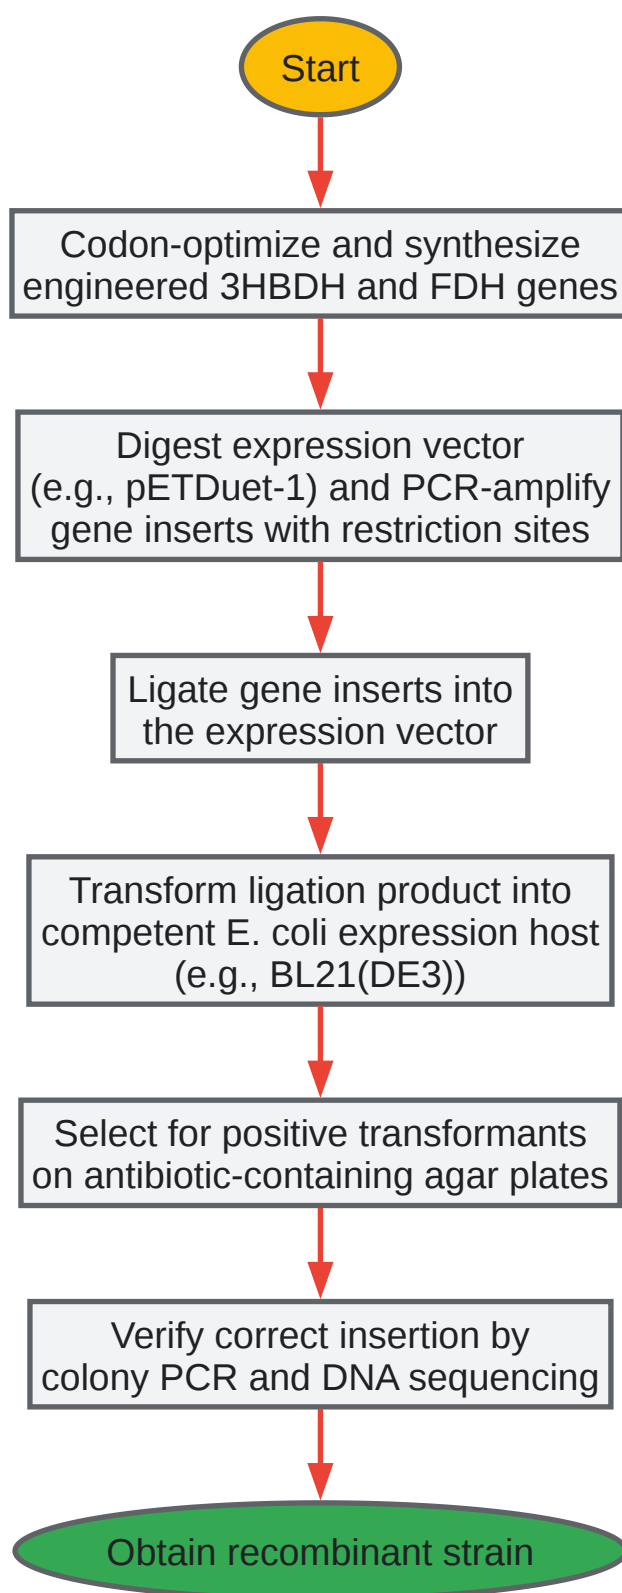 Start
Codon-optimize and synthesize
engineered 3HBDH and FDH genes
Digest expression vector
(e.g., pETDuet-1) and PCR-amplify
gene inserts with restriction sites
Ligate gene inserts into
the expression vector
Transform ligation product into
competent E. coli expression host
(e.g., BL21(DE3))
Select for positive transformants
on antibiotic-containing agar plates
Verify correct insertion by
colony PCR and DNA sequencing
Obtain recombinant strain